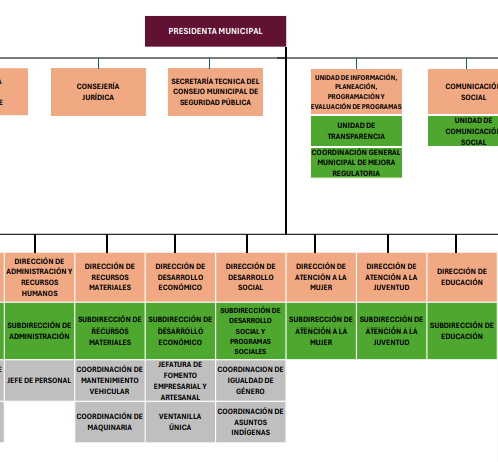 PRESIDENTA MUNICIPAL
CONSEJERÍA
JURÍDICA
SECRETARÍA TECNICA DEL
CONSEJO MUNICIPAL DE
SEGURIDAD PÚBLICA
UNIDAD DE INFORMACIÓN,
PLANEACIÓN,
PROGRAMACIÓN Y
EVALUACIÓN DE PROGRAMAS
COMUNICACIÓN
SOCIAL
UNIDAD DE
TRANSPARENCIA
UNIDAD DE
COMUNICACIÓN
SOCIAL
COORDINACIÓN GENERAL
MUNICIPAL DE MEJORA
REGULATORIA
DIRECCIÓN DE
ADMINISTRACIÓN Y
RECURSOS
HUMANOS
DIRECCIÓN DE
RECURSOS
MATERIALES
DIRECCIÓN DE
DESARROLLO
ECONÓMICO
DIRECCIÓN DE
DESARROLLO
SOCIAL
DIRECCIÓN DE
ATENCIÓN A LA
MUJER
DIRECCIÓN DE
ATENCIÓN A LA
JUVENTUD
DIRECCIÓN DE
EDUCACIÓN
SUBDIRECCIÓN DE
ADMINISTRACIÓN
SUBDIRECCIÓN DE
RECURSOS
MATERIALES
SUBDIRECCIÓN DE
DESARROLLO
ECONÓMICO
SUBDIRECCIÓN DE
DESARROLLO
SOCIAL Y
PROGRAMAS
SOCIALES
SUBDIRECCIÓN DE
ATENCIÓN A LA
MUJER
SUBDIRECCIÓN DE
ATENCIÓN A LA
JUVENTUD
SUBDIRECCIÓN DE
EDUCACIÓN
JEFE DE PERSONAL
COORDINACIÓN DE
MANTENIMIENTO
VEHICULAR
JEFATURA DE
FOMENTO
EMPRESARIAL Y
ARTESANAL
COORDINACION DE
IGUALDAD DE
GÉNERO
COORDINACIÓN DE
MAQUINARIA
VENTANILLA
ÚNICA
COORDINACIÓN DE
ASUNTOS
INDÍGENAS